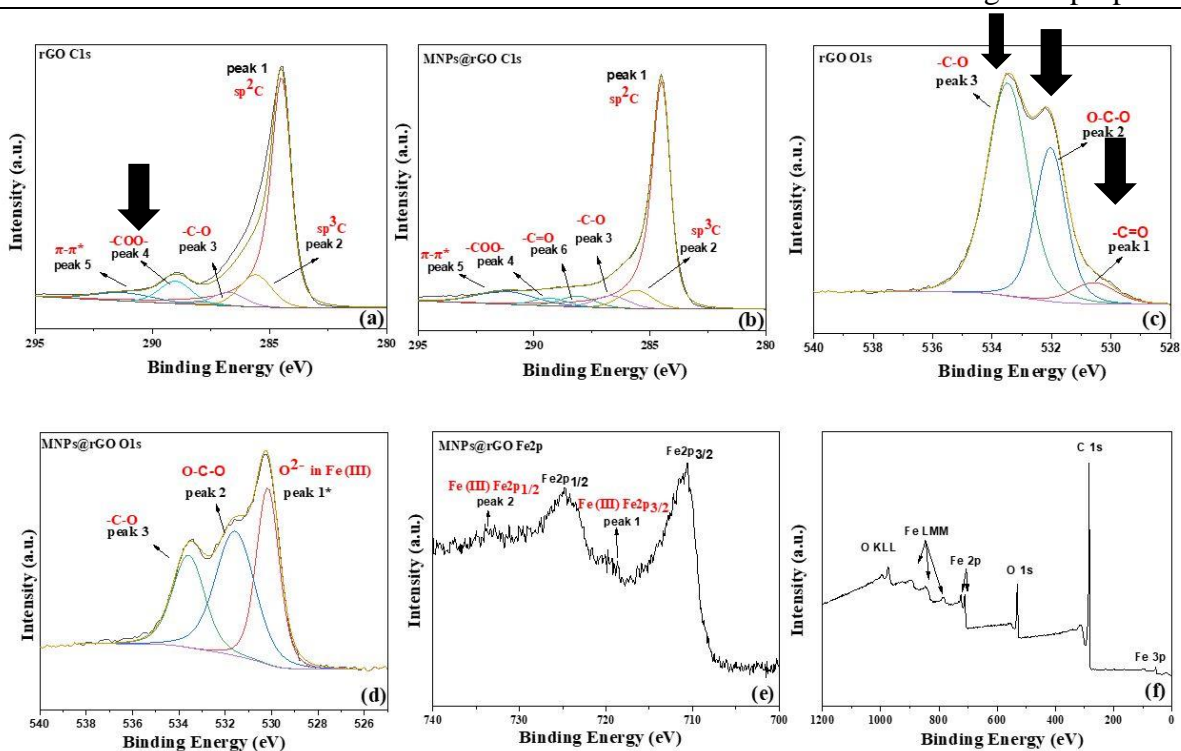 rGO C1s
peak 1
sp2C
-COO-
peak 4
-C-O
peak 3
sp3C
peak 2
π-π*
peak 5
Intensity (a.u.)
295 290 285 280
Binding Energy (eV)
(a)
MNPs@rGO C1s
peak 1
sp2C
-C-O
peak 3
-C=O
peak 6
-COO-
peak 4
π-π*
peak 5
sp3C
peak 2
Intensity (a.u.)
295 290 285 280
Binding Energy (eV)
(b)
rGO O1s
-C-O
peak 3
O-C-O
peak 2
-C=O
peak 1
Intensity (a.u.)
540 538 536 534 532 530 528
Binding Energy (eV)
(c)
MNPs@rGO O1s
O-C-O
peak 2
O2- in Fe (III)
peak 1*
-C-O
peak 3
Intensity (a.u.)
540 538 536 534 532 530 528 526
Binding Energy (eV)
(d)
MNPs@rGO Fe2p
Fe2p3/2
Fe2p1/2
Fe (III) Fe2p1/2
peak 2
Fe (III) Fe2p3/2
peak 1
Intensity (a.u.)
740 730 720 710 700
Binding Energy (eV)
(e)
C 1s
Fe LMM
O KLL
Fe 2p
O 1s
Fe 3p
Intensity (a.u.)
1200 1000 800 600 400 200 0
Binding Energy (eV)
(f)